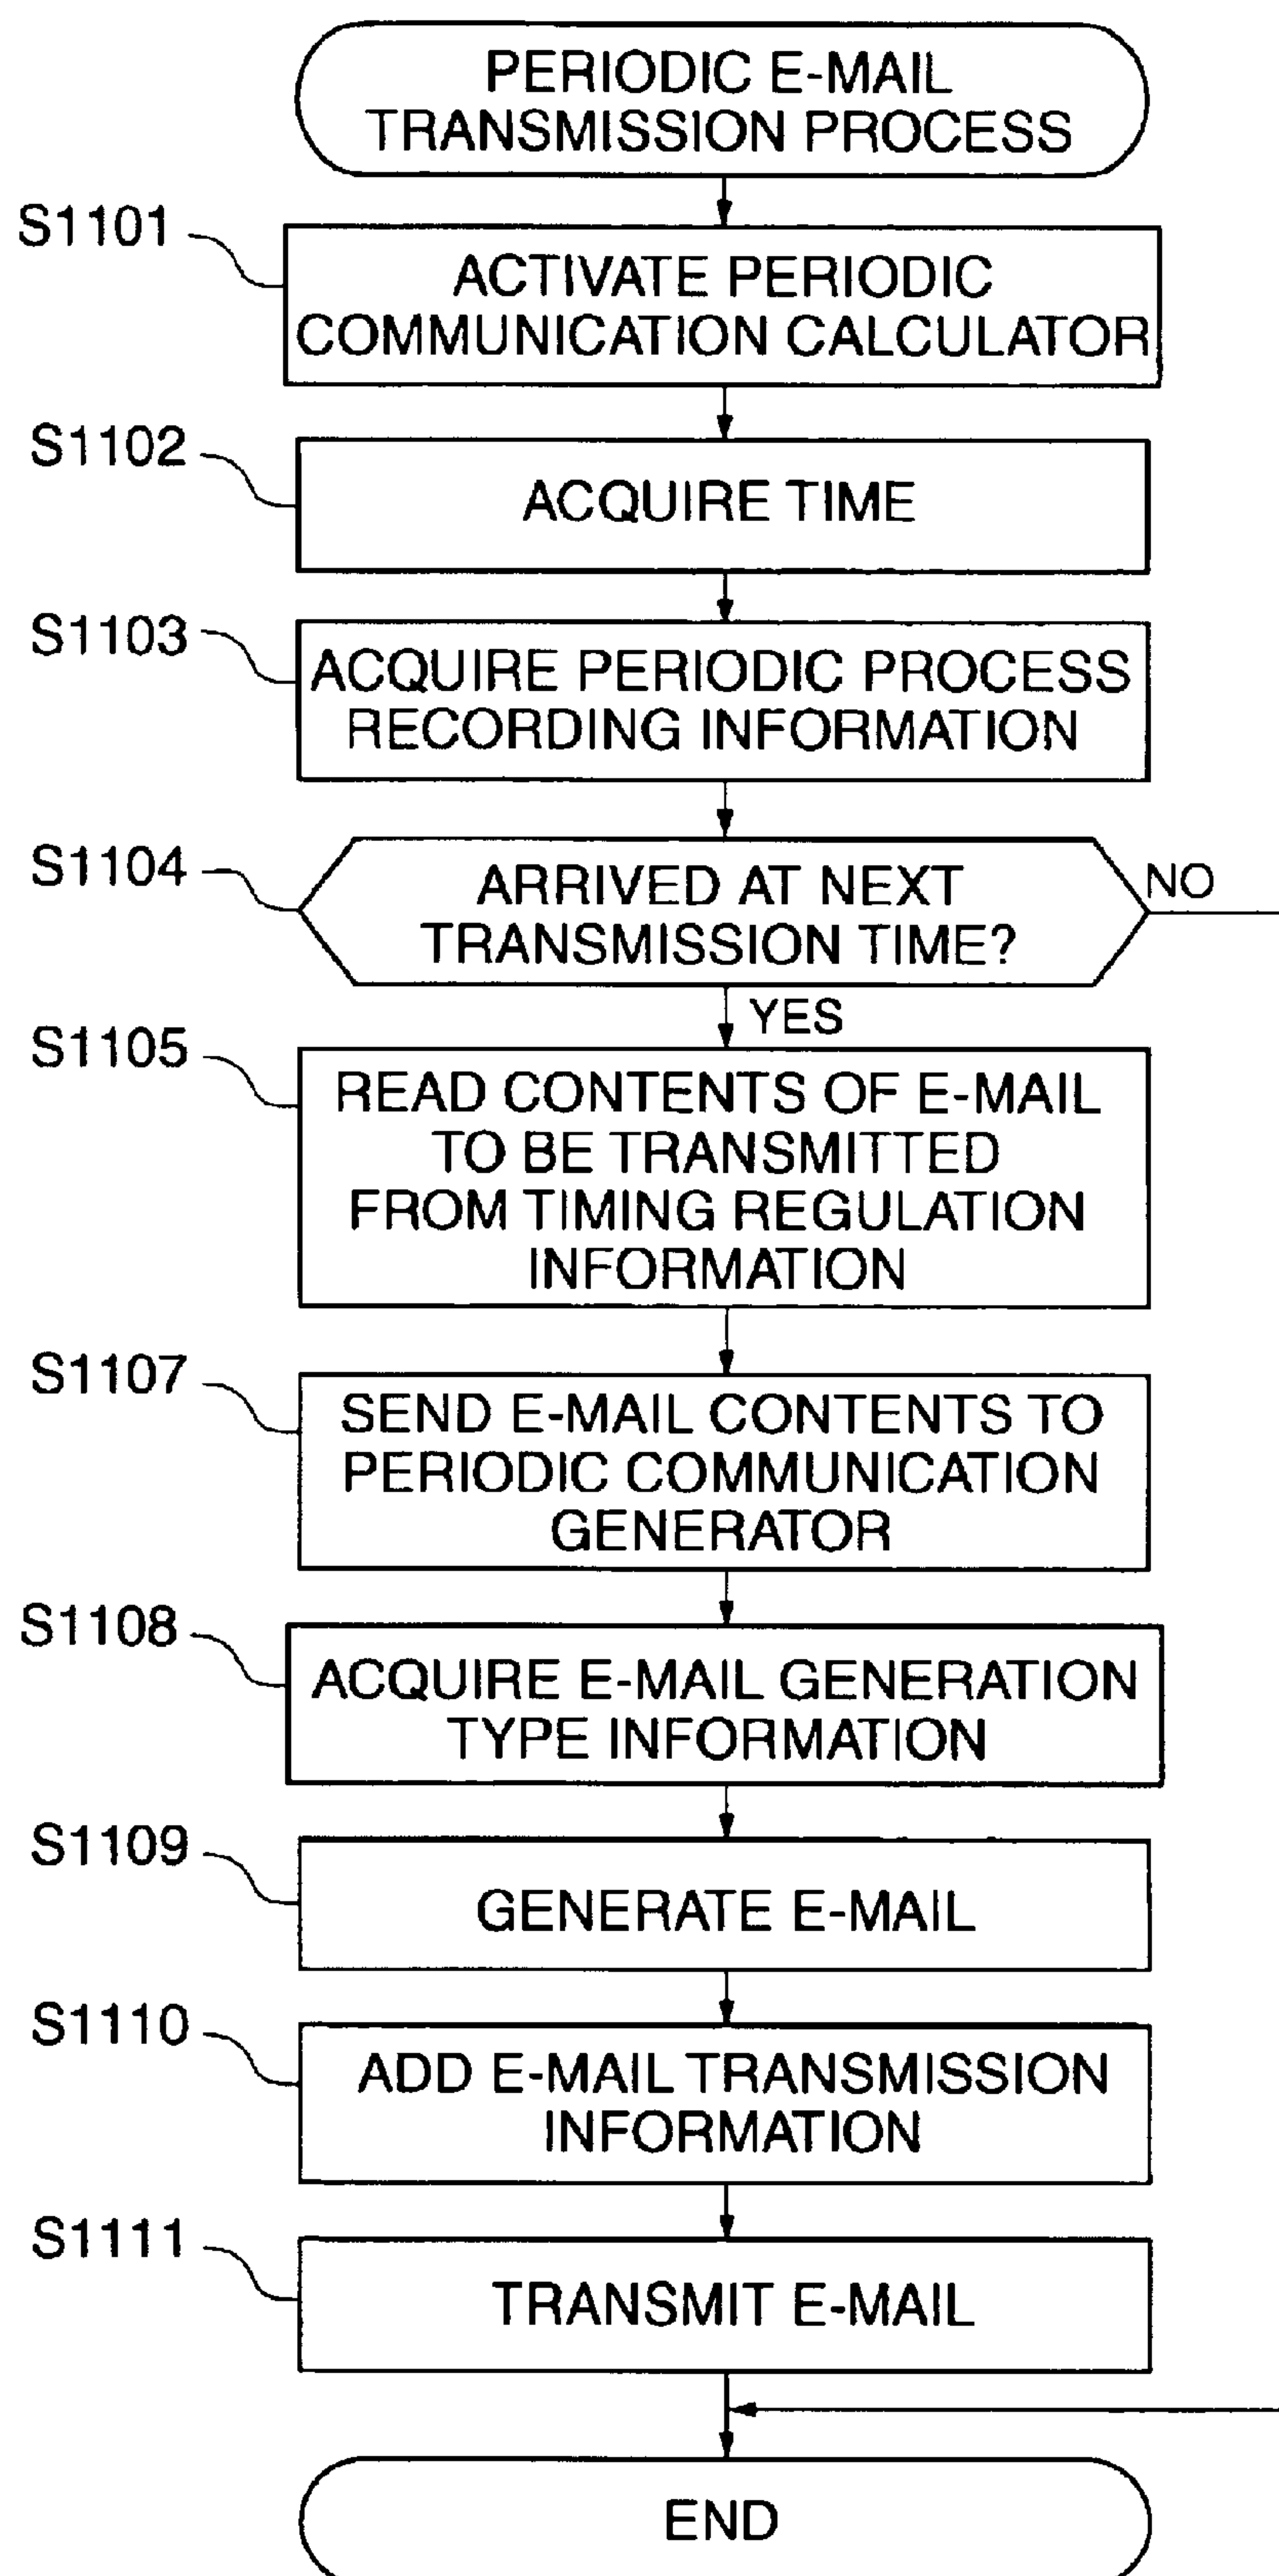 PERIODIC E-MAIL
TRANSMISSION PROCESS
S1101
ACTIVATE PERIODIC
COMMUNICATION CALCULATOR
S1102
ACQUIRE TIME
S1103
ACQUIRE PERIODIC PROCESS
RECORDING INFORMATION
S1104
ARRIVED AT NEXT
TRANSMISSION TIME?
NO
YES
S1105
READ CONTENTS OF E-MAIL
TO BE TRANSMITTED
FROM TIMING REGULATION
INFORMATION
S1107
SEND E-MAIL CONTENTS TO
PERIODIC COMMUNICATION
GENERATOR
S1108
ACQUIRE E-MAIL GENERATION
TYPE INFORMATION
S1109
GENERATE E-MAIL
S1110
ADD E-MAIL TRANSMISSION
INFORMATION
S1111
TRANSMIT E-MAIL
END